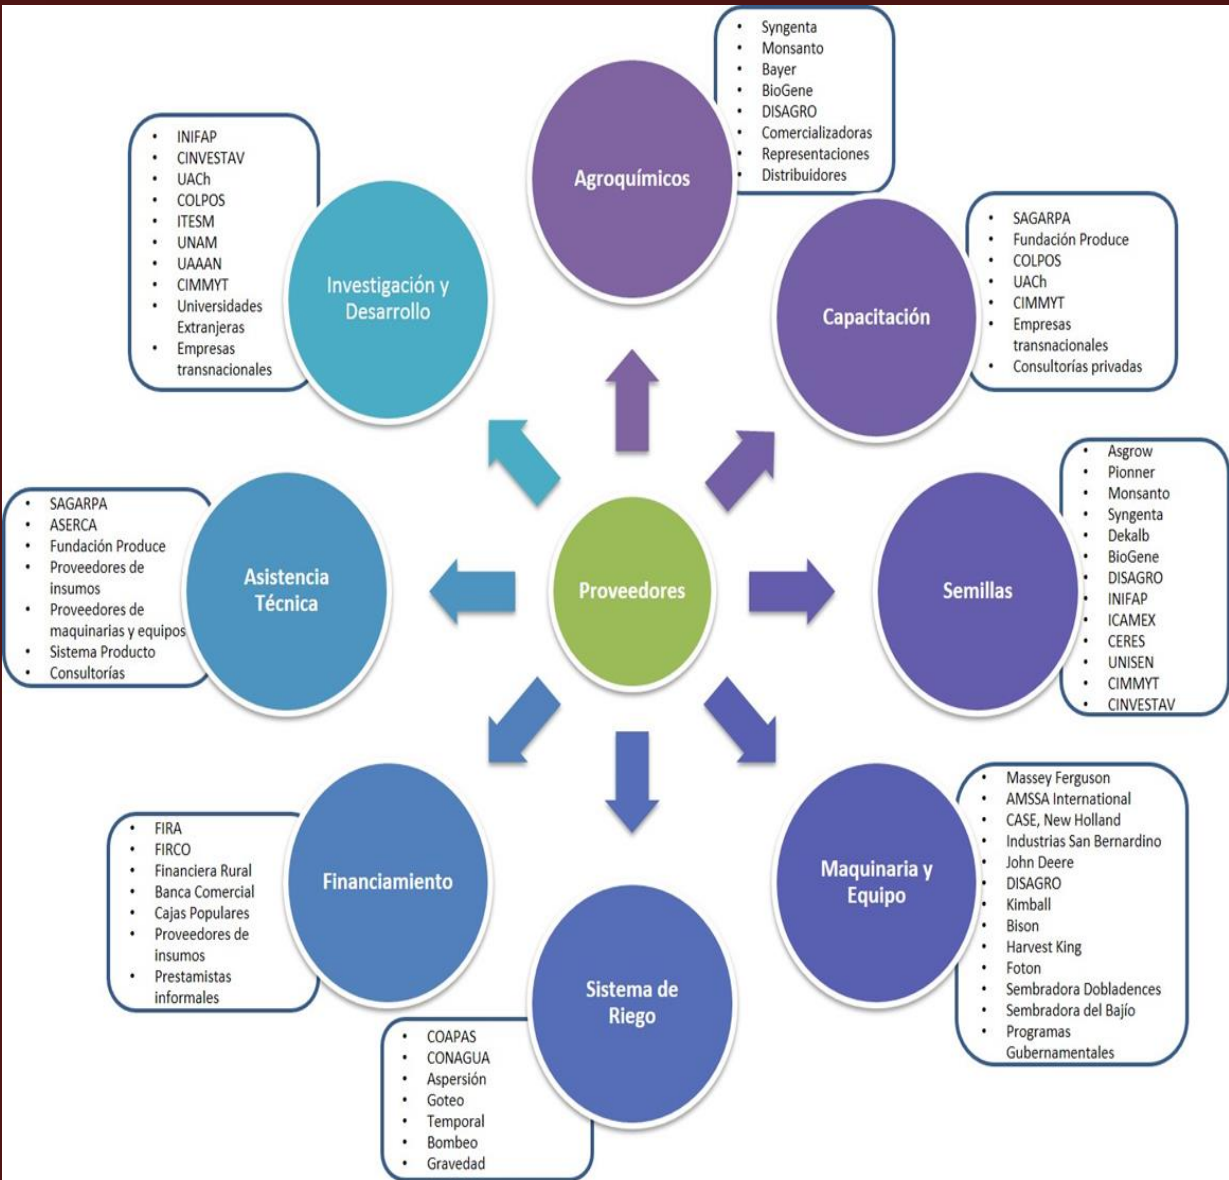 Proveedores
Agroquímicos
• Syngenta
• Monsanto
• Bayer
• BioGene
• DISAGRO
• Comercializadoras
• Representaciones
• Distribuidores
Capacitación
• SAGARPA
• Fundación Produce
• COLPOS
• UACh
• CIMMYT
• Empresas
transnacionales
• Consultorías privadas
Semillas
• Asgrow
• Pionner
• Monsanto
• Syngenta
• Dekalb
• BioGene
• DISAGRO
• INIFAP
• ICAMEX
• CERES
• UNISEN
• CIMMYT
• CINVESTAV
Maquinaria y
Equipo
• Massey Ferguson
• AMSSA International
• CASE, New Holland
• Industrias San Bernardino
• John Deere
• DISAGRO
• Kimball
• Bison
• Harvest King
• Foton
• Sembradora Dobladences
• Sembradora del Bajío
• Programas
Gubernamentales
Sistema de
Riego
• COAPAS
• CONAGUA
• Aspersión
• Goteo
• Temporal
• Bombeo
• Gravedad
Financiamiento
• FIRA
• FIRCO
• Financiera Rural
• Banca Comercial
• Cajas Populares
• Proveedores de
insumos
• Prestamistas
informales
Asistencia
Técnica
• SAGARPA
• ASERCA
• Fundación Produce
• Proveedores de
insumos
• Proveedores de
maquinarias y equipos
• Sistema Producto
• Consultorías
Investigación y
Desarrollo
• INIFAP
• CINVESTAV
• UACh
• COLPOS
• ITESM
• UNAM
• UAAAN
• CIMMYT
• Universidades
Extranjeras
• Empresas
transnacionales